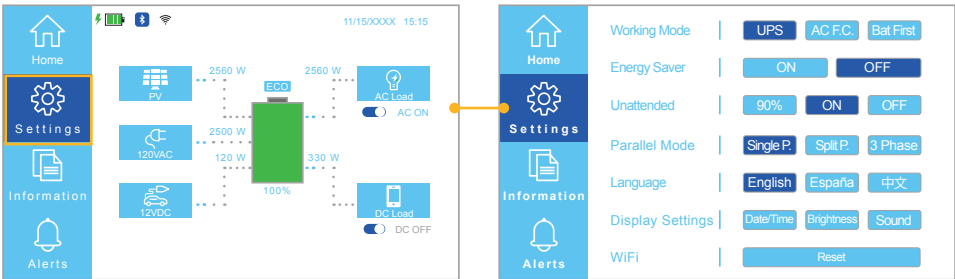 11/15/XXXX 15:15
Home
Settings
Information
Alerts
2560 W
2560 W
ECO
PV
AC Load
AC ON
2500 W
120VAC
120 W
330 W
100%
12VDC
DC Load
DC OFF
Home
Settings
Information
Alerts
Working Mode UPS AC F.C. Bat First
Energy Saver ON OFF
Unattended 90% ON OFF
Parallel Mode Single P. Split P. 3 Phase
Language English España 中文
Display Settings Date/Time Brightness Sound
WiFi Reset